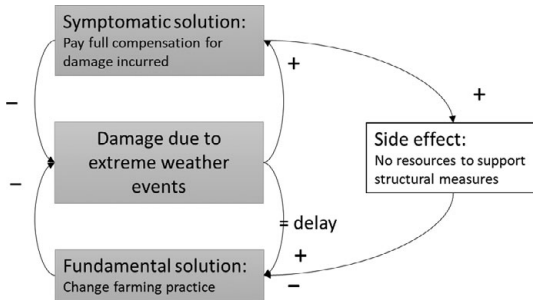 Symptomatic solution:
Pay full compensation for
damage incurred
+
+
−
Damage due to
extreme weather
events
Side effect:
No resources to support
structural measures
−
= delay
+
−
Fundamental solution:
Change farming practice